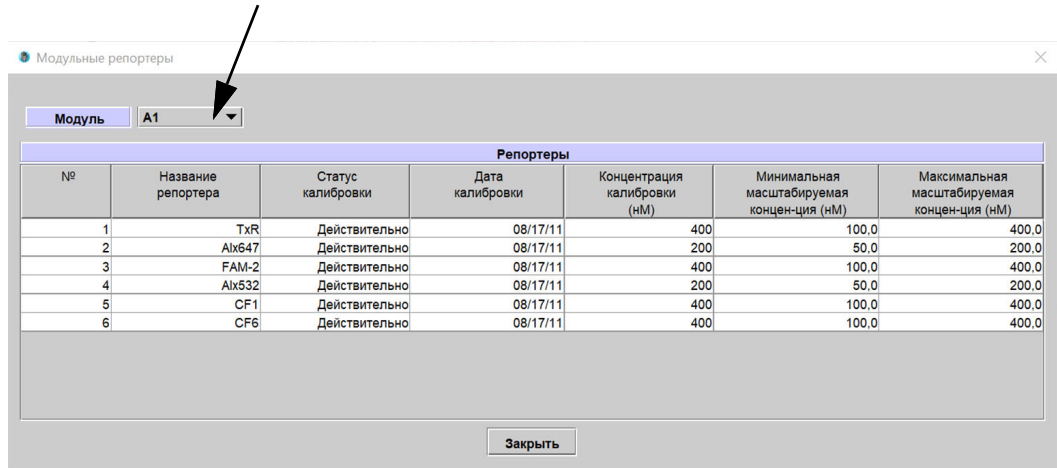 Модульные репортеры
Модуль A1
Репортеры
№ Название репортера Статус калибровки Дата калибровки Концентрация калибровки (нМ) Минимальная масштабируемая концен-ция (нМ) Максимальная масштабируемая концен-ция (нМ)
1 TxR Действительно 08/17/11 400 100,0 400,0
2 Alx647 Действительно 08/17/11 200 50,0 200,0
3 FAM-2 Действительно 08/17/11 400 100,0 400,0
4 Alx532 Действительно 08/17/11 200 50,0 200,0
5 CF1 Действительно 08/17/11 400 100,0 400,0
6 CF6 Действительно 08/17/11 400 100,0 400,0
Закрыть